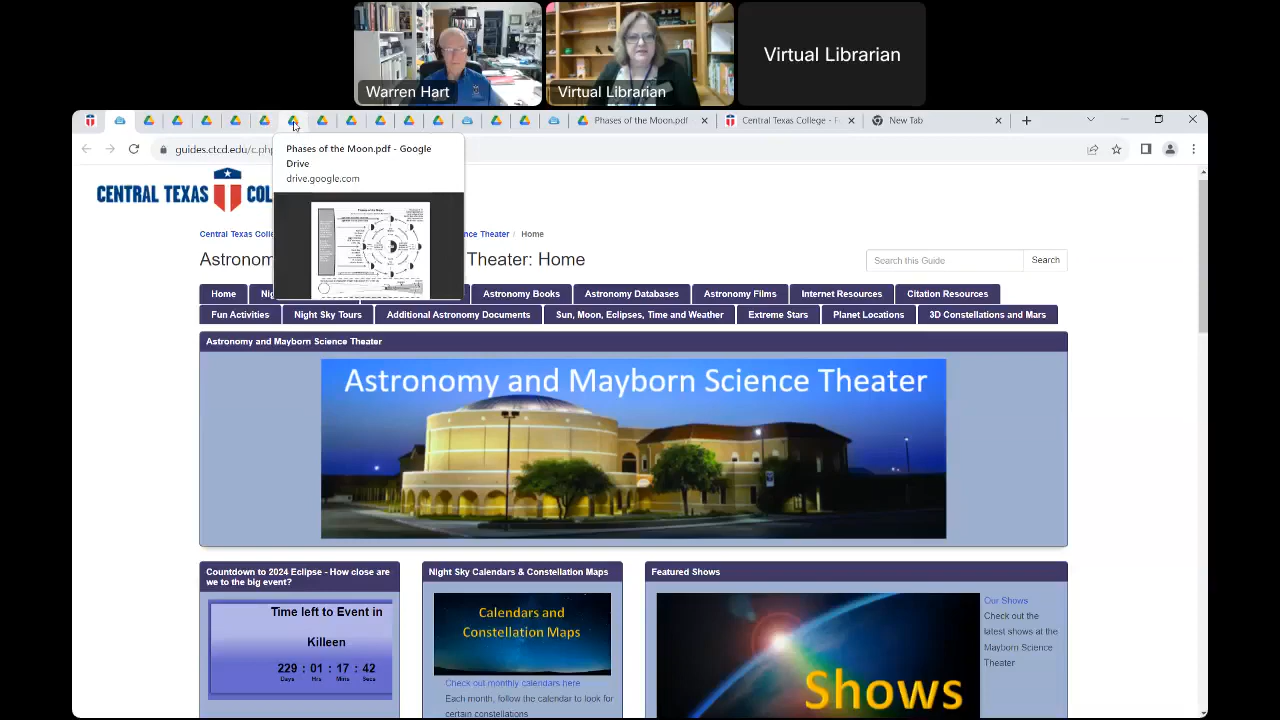 Warren Hart
Virtual Librarian
Virtual Librarian
Phases of the Moon.pdf
Central Texas College - F
New Tab
guides.ctcd.edu/c.php
Phases of the Moon.pdf - Google
Drive
drive.google.com
CENTRAL TEXAS
Central Texas Colle
ce Theater / Home
Astronom
Theater: Home
Search this Guide
Search
Home
Nig
Astronomy Books
Astronomy Databases
Astronomy Films
Internet Resources
Citation Resources
Fun Activities
Night Sky Tours
Additional Astronomy Documents
Sun, Moon, Eclipses, Time and Weather
Extreme Stars
Planet Locations
3D Constellations and Mars
Astronomy and Mayborn Science Theater
Astronomy and Mayborn Science Theater
Countdown to 2024 Eclipse - How close are
we to the big event?
Time left to Event in
Killeen
229 : 01 : 17 : 42
Days Hrs Mins Secs
Night Sky Calendars & Constellation Maps
Calendars and
Constellation Maps
Check out monthly calendars here
Each month, follow the calendar to look for
certain constellations
Featured Shows
Shows
Our Shows
Check out the
latest shows at the
Mayborn Science
Theater